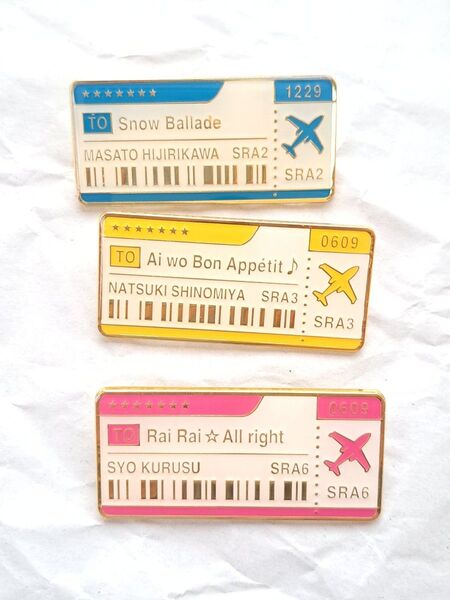 ★★★★★★★ 1229
TO Snow Ballade
MASATO HIJIRIKAWA SRA2
SRA2
★★★★★★★ 0609
TO Ai wo Bon Appétit♪
NATSUKI SHINOMIYA SRA3
SRA3
★★★★★★★ 0609
TO Rai Rai☆All right
SYO KURUSU SRA6
SRA6